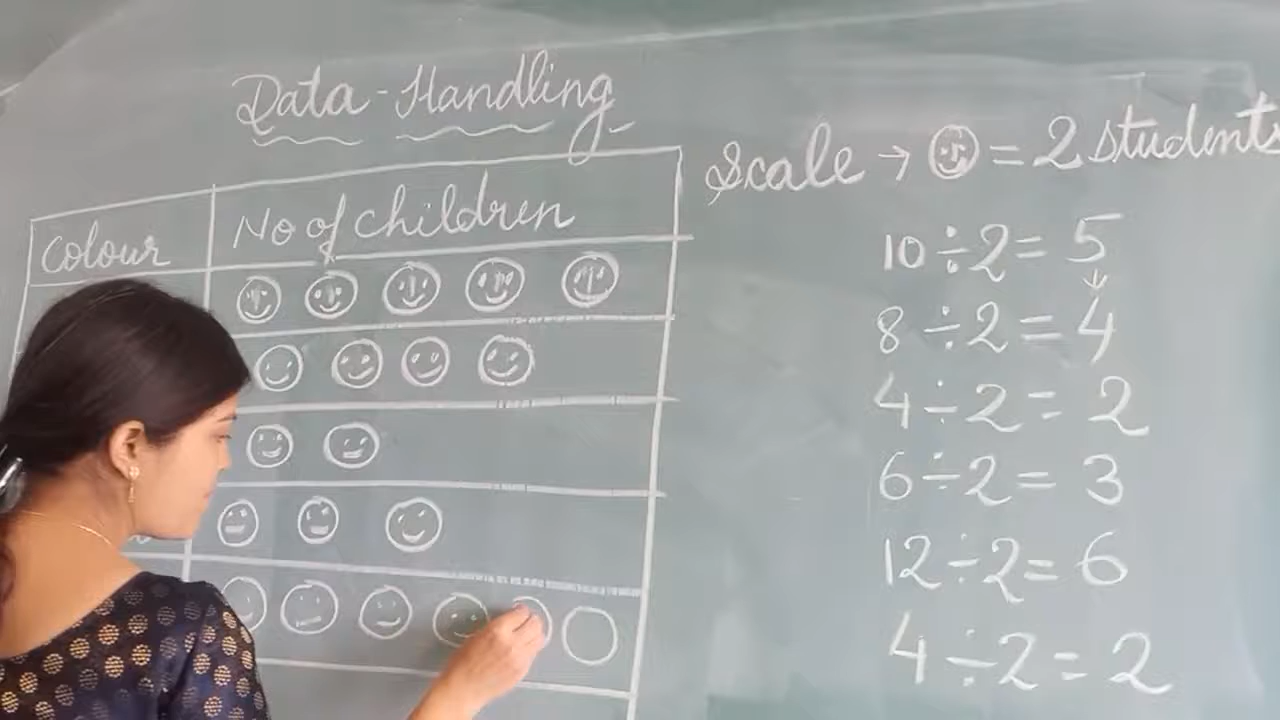 Data-Handling
Colour No of children
Scale → = 2 students
10 ÷ 2 = 5
↓
8 ÷ 2 = 4
4 ÷ 2 = 2
6 ÷ 2 = 3
12 ÷ 2 = 6
4 ÷ 2 = 2